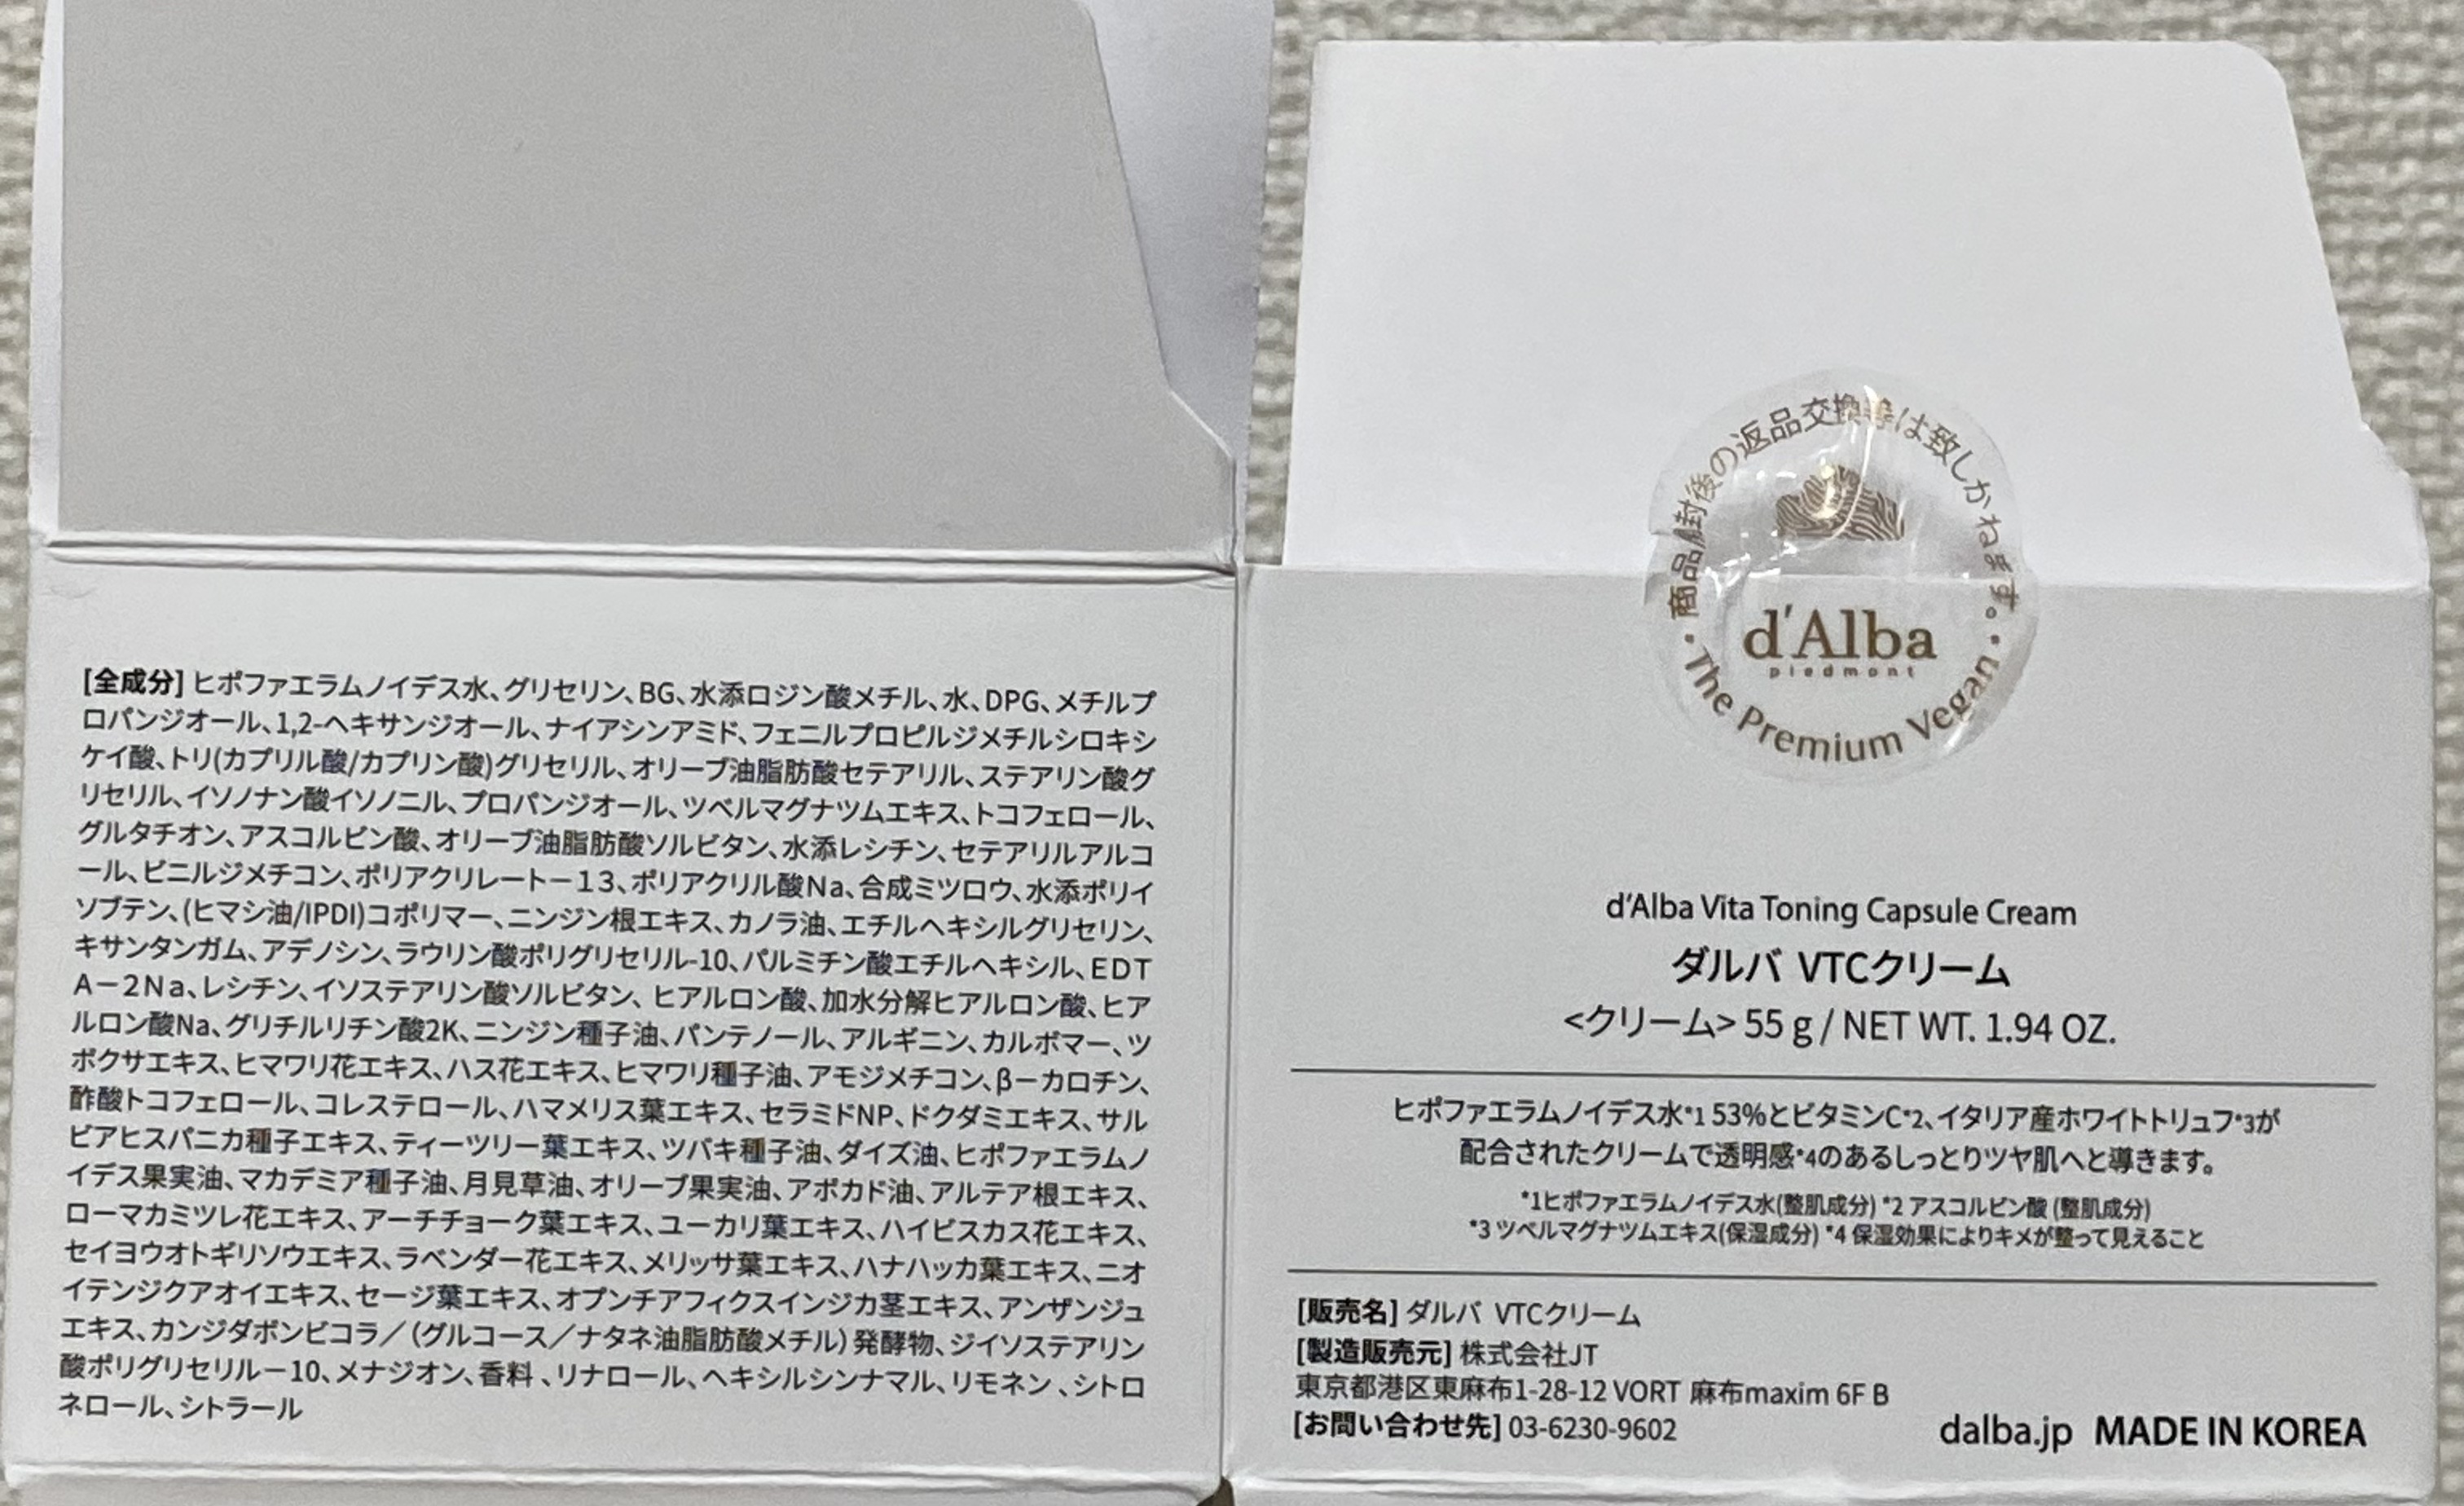 [全成分] ヒポファエラムノイデス水、グリセリン、BG、水添ロジン酸メチル、水、DPG、メチルプ
ロパンジオール、1,2-ヘキサンジオール、ナイアシンアミド、フェニルプロピルジメチルシロキシ
ケイ酸、トリ(カプリル酸/カプリン酸)グリセリル、オリーブ油脂肪酸セテアリル、ステアリン酸グ
リセリル、イソノナン酸イソノニル、プロパンジオール、ツベルマグナツムエキス、トコフェロール、
グルタチオン、アスコルビン酸、オリーブ油脂肪酸ソルビタン、水添レシチン、セテアリルアルコ
ール、ビニルジメチコン、ポリアクリレートー13、ポリアクリル酸Na、合成ミツロウ、水添ポリイ
ソブテン、(ヒマシ油/IPDI)コポリマー、ニンジン根エキス、カノラ油、エチルヘキシルグリセリン、
キサンタンガム、アデノシン、ラウリン酸ポリグリセリル-10、パルミチン酸エチルヘキシル、EDT
A－2Na、レシチン、イソステアリン酸ソルビタン、ヒアルロン酸、加水分解ヒアルロン酸、ヒア
ルロン酸Na、グリチルリチン酸2K、ニンジン種子油、パンテノール、アルギニン、カルボマー、ツ
ボクサエキス、ヒマワリ花エキス、ハス花エキス、ヒマワリ種子油、アモジメチコン、β－カロチン、
酢酸トコフェロール、コレステロール、ハマメリス葉エキス、セラミドNP、ドクダミエキス、サル
ビアヒスパニカ種子エキス、ティーツリー葉エキス、ツバキ種子油、ダイズ油、ヒポファエラムノ
イデス果実油、マカデミア種子油、月見草油、オリーブ果実油、アボカド油、アルテア根エキス、
ローマカミツレ花エキス、アーチチョーク葉エキス、ユーカリ葉エキス、ハイビスカス花エキス、
セイヨウオトギリソウエキス、ラベンダー花エキス、メリッサ葉エキス、ハナハッカ葉エキス、ニオ
イテンジクアオイエキス、セージ葉エキス、オプンチアフィクスインジカ茎エキス、アンザンジュ
エキス、カンジダボンビコラ／(グルコース／ナタネ油脂肪酸メチル)発酵物、ジイソステアリン
酸ポリグリセリル－10、メナジオン、香料、リナロール、ヘキシルシンナマル、リモネン、シトロ
ネロール、シトラール
・商品開封後の返品交換等は致しかねます。・
d'Alba
piedmont
The Premium Vegan
d'Alba Vita Toning Capsule Cream
ダルバ VTCクリーム
<クリーム> 55 g / NET WT. 1.94 OZ.
ヒポファエラムノイデス水*1 53%とビタミンC*2、イタリア産ホワイトトリュフ*3が
配合されたクリームで透明感*4のあるしっとりツヤ肌へと導きます。
*1ヒポファエラムノイデス水(整肌成分) *2 アスコルビン酸 (整肌成分)
*3 ツベルマグナツムエキス(保湿成分) *4 保湿効果によりキメが整って見えること
[販売名] ダルバ VTCクリーム
[製造販売元] 株式会社JT
東京都港区東麻布1-28-12 VORT 麻布maxim 6F B
[お問い合わせ先] 03-6230-9602
dalba.jp MADE IN KOREA